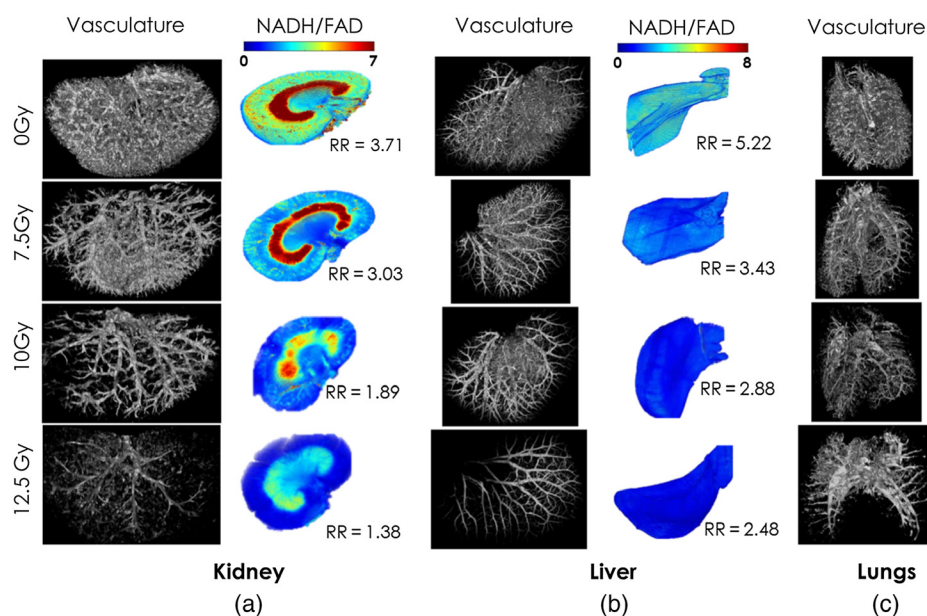 Vasculature NADH/FAD Vasculature NADH/FAD Vasculature
0 7 0 8
0Gy
RR = 3.71 RR = 5.22
7.5Gy
RR = 3.03 RR = 3.43
10Gy
RR = 1.89 RR = 2.88
12.5 Gy
RR = 1.38 RR = 2.48
Kidney Liver Lungs
(a) (b) (c)